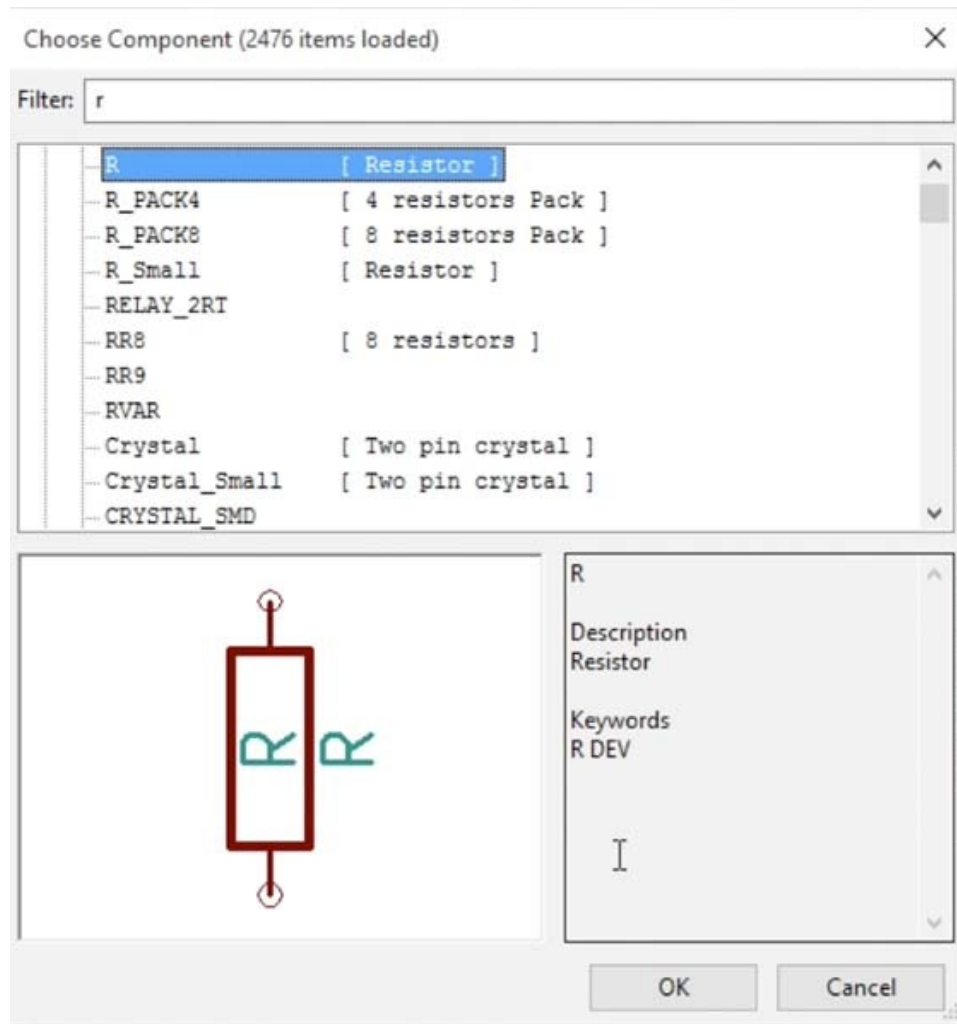 Choose Component (2476 items loaded)
Filter: r
R [ Resistor ]
R_PACK4 [ 4 resistors Pack ]
R_PACK8 [ 8 resistors Pack ]
R_Small [ Resistor ]
RELAY_2RT
RR8 [ 8 resistors ]
RR9
RVAR
Crystal [ Two pin crystal ]
Crystal_Small [ Two pin crystal ]
CRYSTAL_SMD
R R
R
Description
Resistor
Keywords
R DEV
OK Cancel